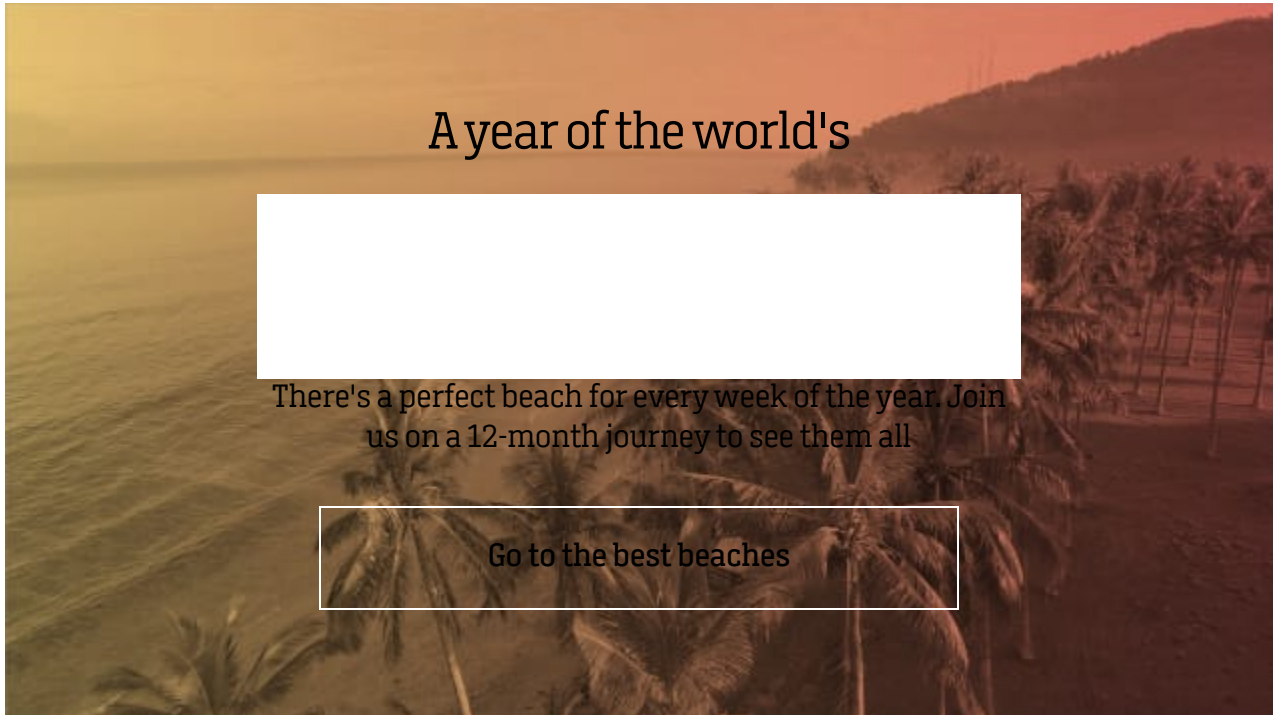 A year of the world's
There's a perfect beach for every week of the year. Join
us on a 12-month journey to see them all
Go to the best beaches